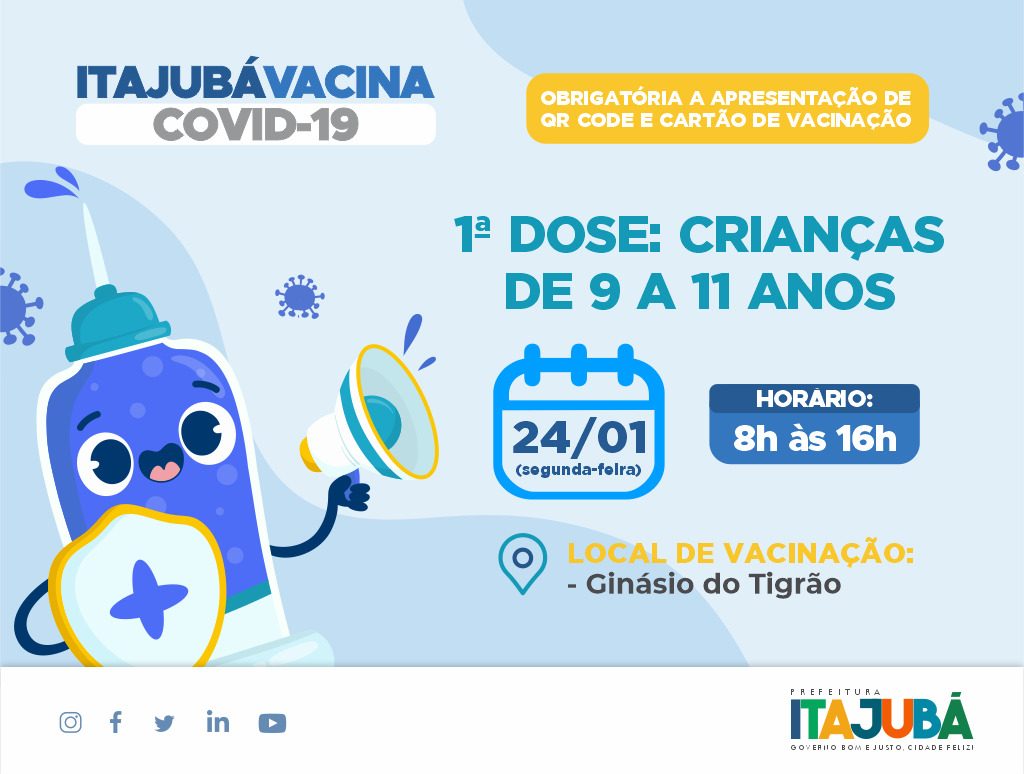 ITAJUBÁVACINA
COVID-19
OBRIGATÓRIA A APRESENTAÇÃO DE
QR CODE E CARTÃO DE VACINAÇÃO
1ª DOSE: CRIANÇAS
DE 9 A 11 ANOS
24/01
(segunda-feira)
HORÁRIO:
8h às 16h
LOCAL DE VACINAÇÃO:
- Ginásio do Tigrão
PREFEITURA
ITAJUBÁ
GOVERNO BOM E JUSTO, CIDADE FELIZ!